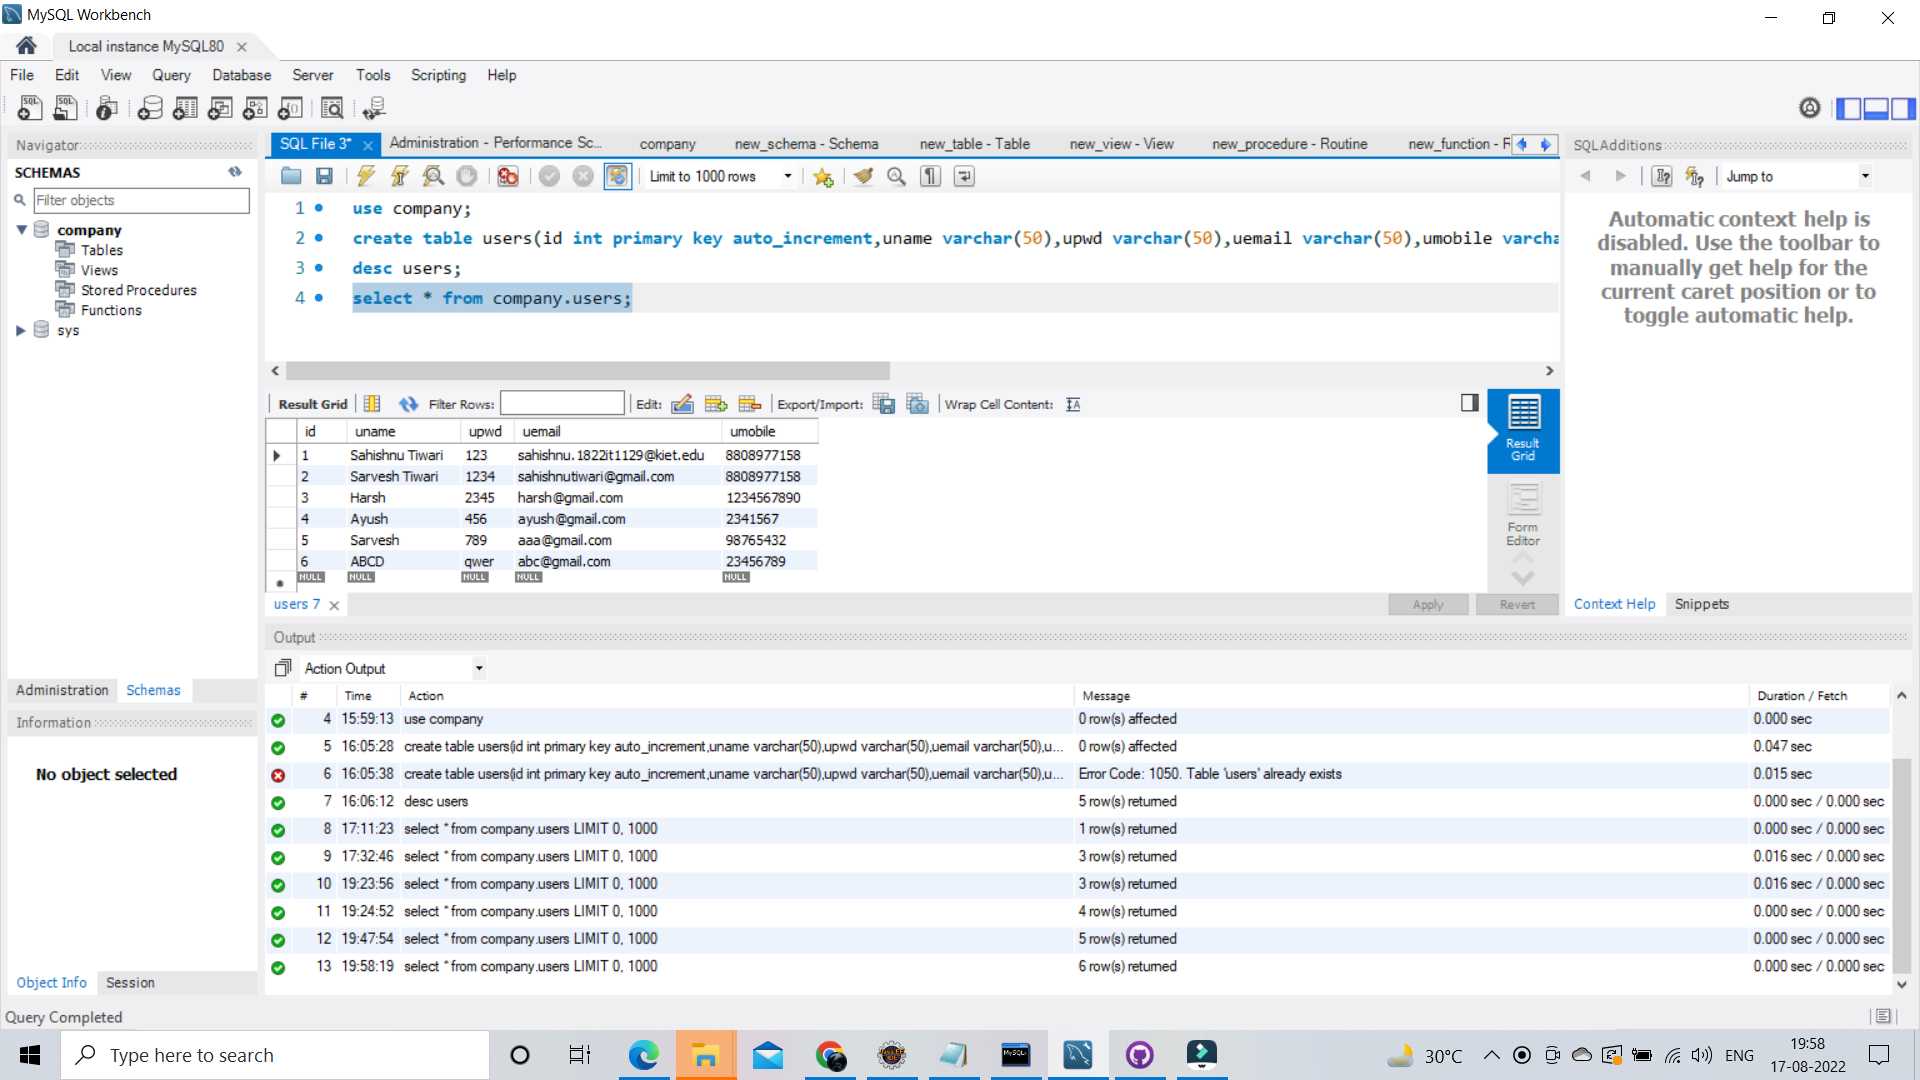 MySQL Workbench
Local instance MySQL80
File Edit View Query Database Server Tools Scripting Help
Navigator
SCHEMAS
Filter objects
company
Tables
Views
Stored Procedures
Functions
sys
Administration Schemas
Information
No object selected
Object Info Session
SQL File 3* Administration - Performance Sc... company new_schema - Schema new_table - Table new_view - View new_procedure - Routine new_function - F
Limit to 1000 rows
1 use company;
2 create table users(id int primary key auto_increment,uname varchar(50),upwd varchar(50),uemail varchar(50),umobile varcha
3 desc users;
4 select * from company.users;
Result Grid Filter Rows: Edit: Export/Import: Wrap Cell Content:
id uname upwd uemail umobile
1 Sahishnu Tiwari 123 sahishnu.1822it1129@kiet.edu 8808977158
2 Sarvesh Tiwari 1234 sahishnutiwari@gmail.com 8808977158
3 Harsh 2345 harsh@gmail.com 1234567890
4 Ayush 456 ayush@gmail.com 2341567
5 Sarvesh 789 aaa@gmail.com 98765432
6 ABCD qwer abc@gmail.com 23456789
NULL NULL NULL NULL NULL
Result
Grid
Form
Editor
users 7 Apply Revert
SQLAdditions
Jump to
Automatic context help is
disabled. Use the toolbar to
manually get help for the
current caret position or to
toggle automatic help.
Context Help Snippets
Output
Action Output
# Time Action Message Duration / Fetch
4 15:59:13 use company 0 row(s) affected 0.000 sec
5 16:05:28 create table users(id int primary key auto_increment,uname varchar(50),upwd varchar(50),uemail varchar(50),u... 0 row(s) affected 0.047 sec
6 16:05:38 create table users(id int primary key auto_increment,uname varchar(50),upwd varchar(50),uemail varchar(50),u... Error Code: 1050. Table 'users' already exists 0.015 sec
7 16:06:12 desc users 5 row(s) returned 0.000 sec / 0.000 sec
8 17:11:23 select * from company.users LIMIT 0, 1000 1 row(s) returned 0.000 sec / 0.000 sec
9 17:32:46 select * from company.users LIMIT 0, 1000 3 row(s) returned 0.016 sec / 0.000 sec
10 19:23:56 select * from company.users LIMIT 0, 1000 3 row(s) returned 0.016 sec / 0.000 sec
11 19:24:52 select * from company.users LIMIT 0, 1000 4 row(s) returned 0.000 sec / 0.000 sec
12 19:47:54 select * from company.users LIMIT 0, 1000 5 row(s) returned 0.000 sec / 0.000 sec
13 19:58:19 select * from company.users LIMIT 0, 1000 6 row(s) returned 0.000 sec / 0.000 sec
Query Completed
Type here to search
30°C
ENG
19:58
17-08-2022